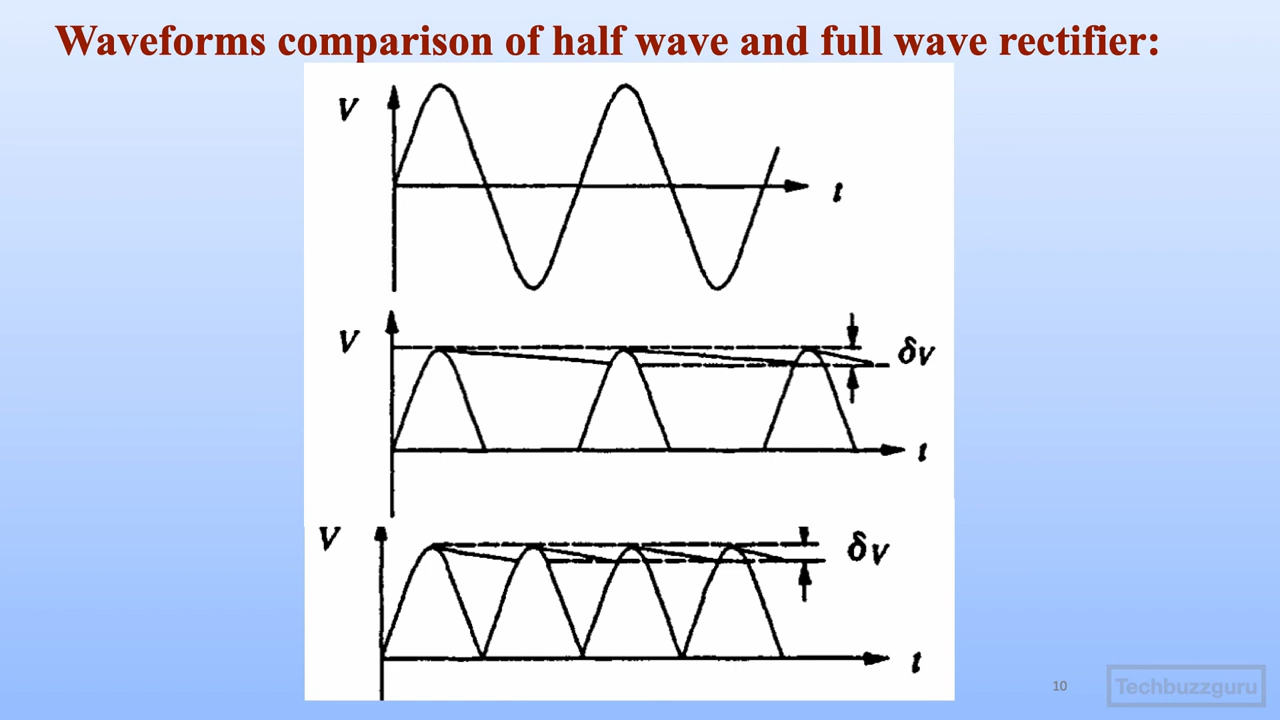 Waveforms comparison of half wave and full wave rectifier:
V
t
V
δV
t
V
δV
t
10
Techbuzzguru